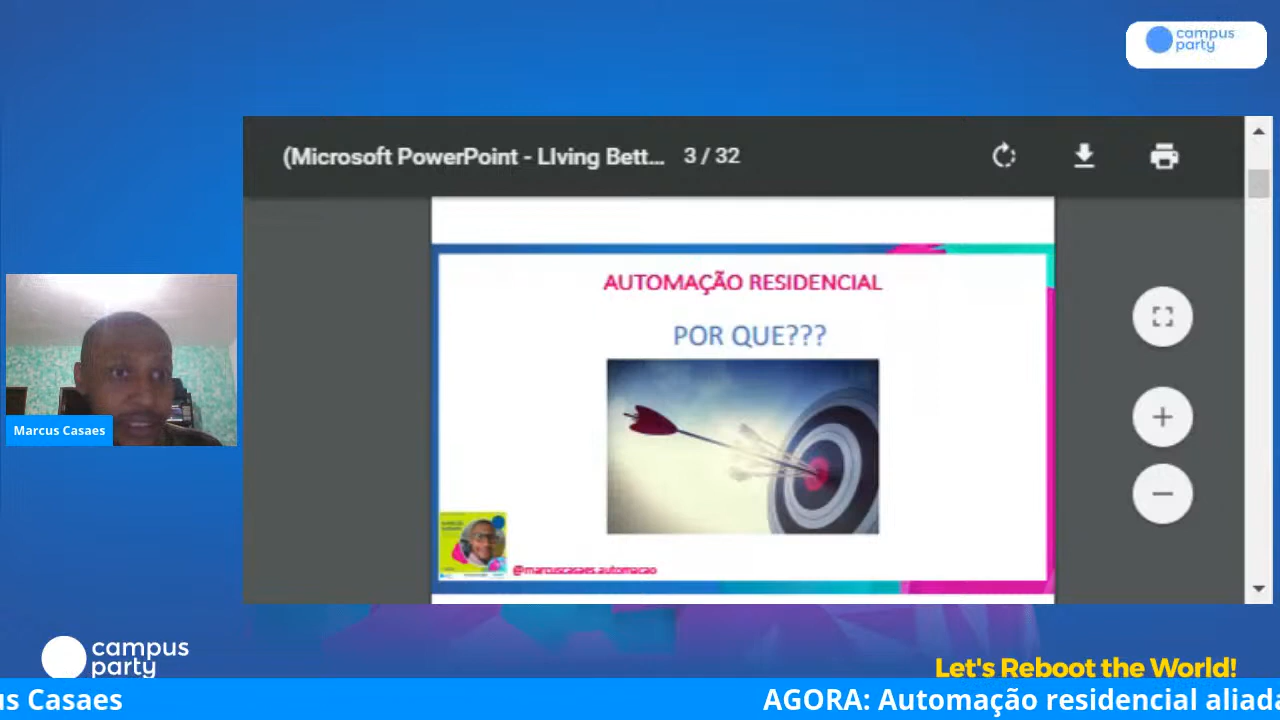 campus
party
(Microsoft PowerPoint - LIving Bett... 3 / 32
AUTOMAÇÃO RESIDENCIAL
POR QUE???
Marcus Casaes
@marcuscasaes.automacao
campus
party
Let's Reboot the World!
us Casaes
AGORA: Automação residencial aliada